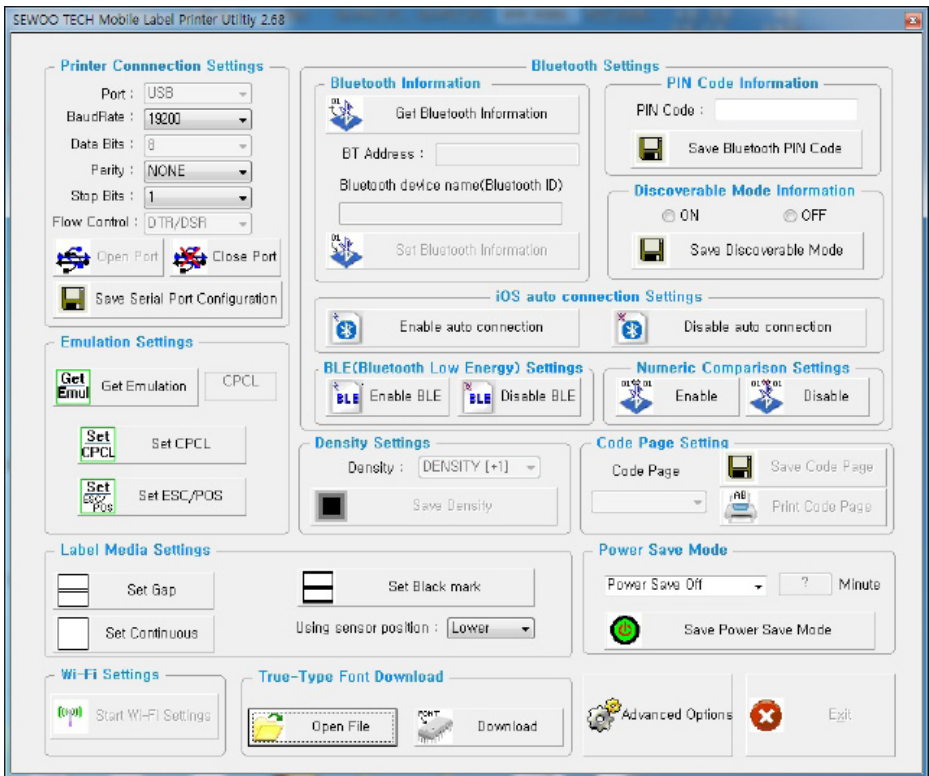 SEWOO TECH Mobile Label Printer Utiltiy 2.68
Printer Connnection Settings
Port : USB
BaudRate : 19200
Data Bits : 8
Parity : NONE
Stop Bits : 1
Flow Control : DTR/DSR
Open Port
Close Port
Save Serial Port Configuration
Emulation Settings
Get Emul
Get Emulation
CPCL
Set CPCL
Set CPCL
Set ESC/POS
Set ESC/POS
Bluetooth Settings
Bluetooth Information
Get Bluetooth Information
BT Address :
Bluetooth device name(Bluetooth ID)
Set Bluetooth Information
PIN Code Information
PIN Code :
Save Bluetooth PIN Code
Discoverable Mode Information
ON
OFF
Save Discoverable Mode
iOS auto connection Settings
Enable auto connection
Disable auto connection
BLE(Bluetooth Low Energy) Settings
BLE
Enable BLE
BLE
Disable BLE
Numeric Comparison Settings
01 01
Enable
01 01
Disable
Density Settings
Density : DENSITY [+1]
Save Density
Code Page Setting
Code Page
Save Code Page
AB
Print Code Page
Label Media Settings
Set Gap
Set Black mark
Set Continuous
Using sensor position : Lower
Power Save Mode
Power Save Off
? Minute
Save Power Save Mode
Wi-Fi Settings
Start Wi-Fi Settings
True-Type Font Download
Open File
FONT
Download
Advanced Options
Exit